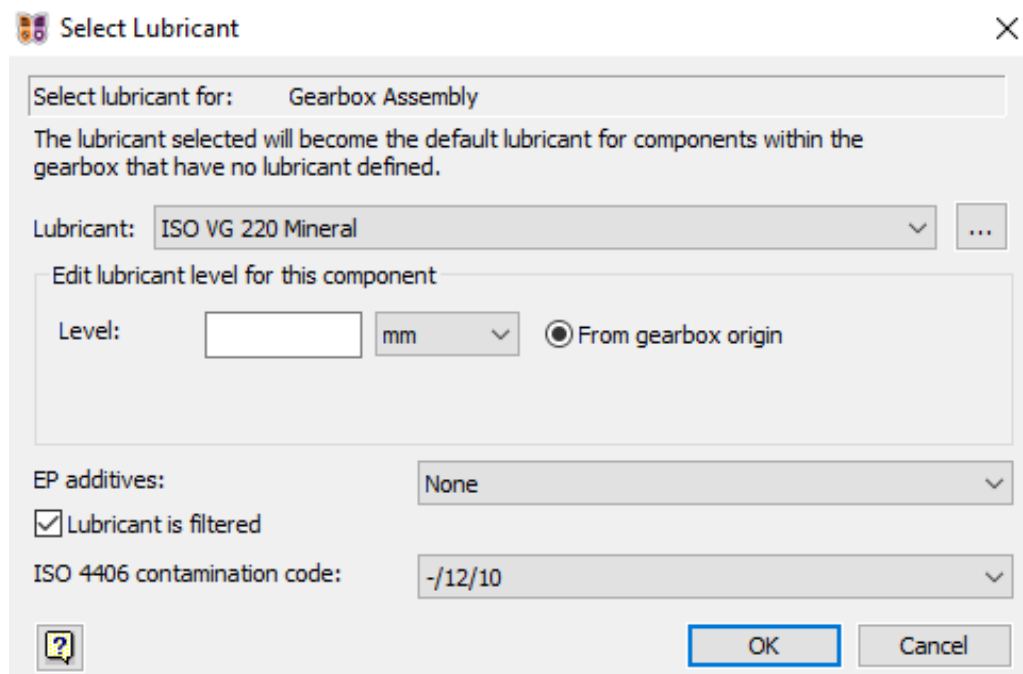 Select Lubricant
Select lubricant for: Gearbox Assembly
The lubricant selected will become the default lubricant for components within the
gearbox that have no lubricant defined.
Lubricant: ISO VG 220 Mineral ...
Edit lubricant level for this component
Level: mm From gearbox origin
EP additives: None
Lubricant is filtered
ISO 4406 contamination code: -/12/10
? OK Cancel